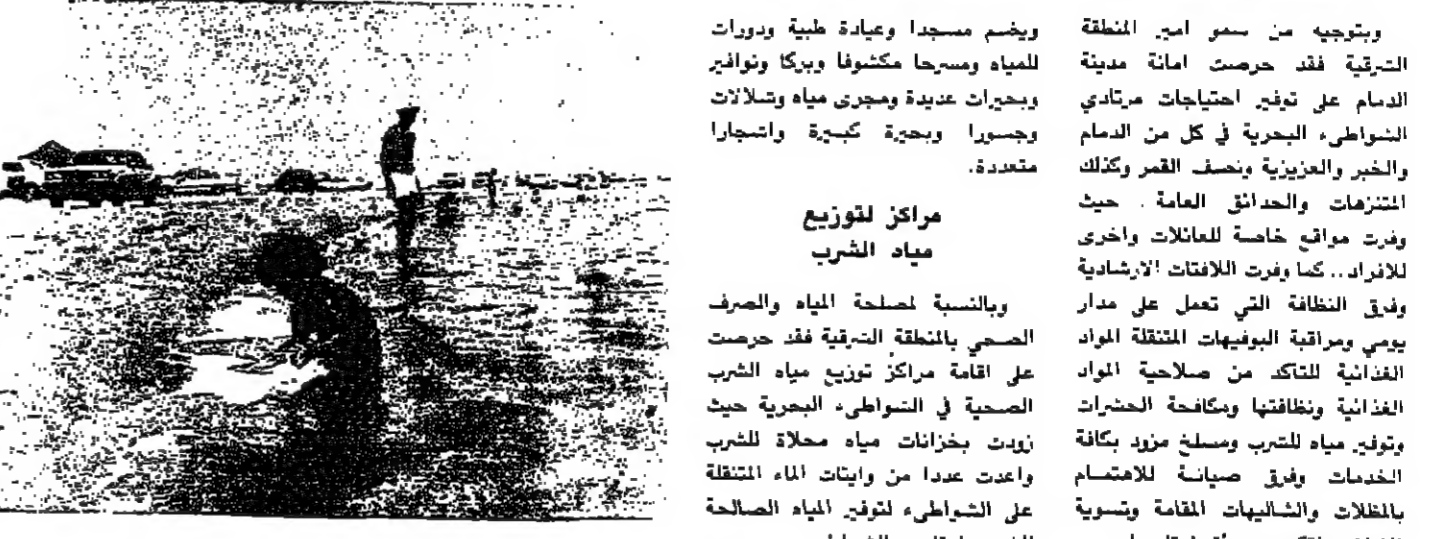 وبتوجيه من سمو امير المنطقة
الشرقية فقد حرصت امانة مدينة
الدمام على توفير احتياجات مرتادي
الشواطىء البحرية في كل من الدمام
والخبر والعزيزية ونصف القمر وكذلك
المتنزهات والحدائق العامة . حيث
وفرت مواقع خاصة للعائلات واخرى
للافراد .. كما وفرت اللافتات الارشادية
وفرق النظافة التي تعمل على مدار
يومي ومراقبة البوفيهات المتنقلة المواد
الغذائية للتاكد من صلاحية المواد
الغذائية ونظافتها ومكافحة الحشرات
وتوفير مياه للشرب ومسلخ مزود بكافة
الخدمات وفرق صيانة للاهتمام
بالمظلات والشاليهات المقامة وتسوية
ويضم مسجدا وعيادة طبية ودورات
للمياه ومسرحا مكشوفا وبركا ونوافير
وبحيرات عديدة ومجرى مياه وشلالات
وجسورا وبحيرة كبيرة واشجارا
متعددة.
مراكز لتوزيع
مياه الشرب
وبالنسبة لمصلحة المياه والصرف
الصحي بالمنطقة الشرقية فقد حرصت
على اقامة مراكز توزيع مياه الشرب
الصحية في الشواطىء البحرية حيث
زودت بخزانات مياه محلاة للشرب
واعدت عددا من وايتات الماء المتنقلة
على الشواطىء لتوفير المياه الصالحة